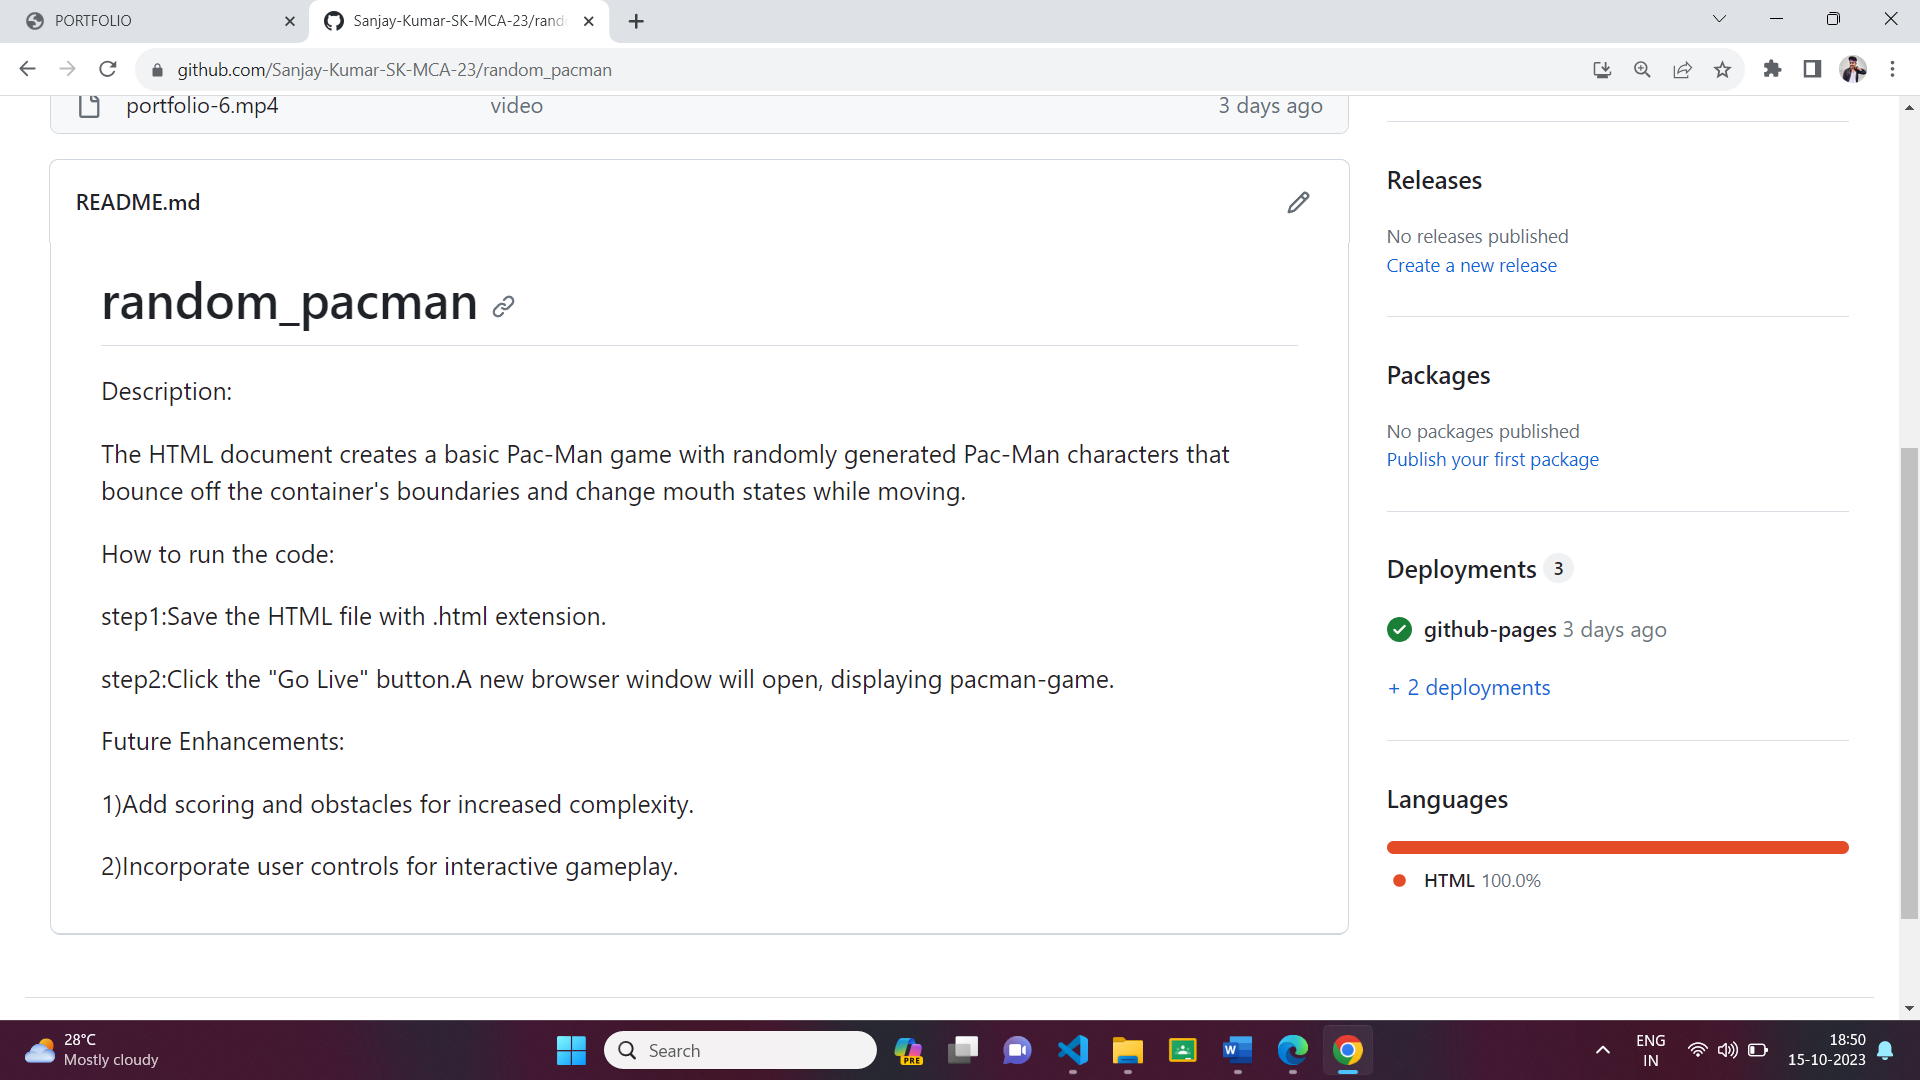 PORTFOLIO
Sanjay-Kumar-SK-MCA-23/rand
github.com/Sanjay-Kumar-SK-MCA-23/random_pacman
portfolio-6.mp4 video 3 days ago
README.md
random_pacman
Description:
The HTML document creates a basic Pac-Man game with randomly generated Pac-Man characters that
bounce off the container's boundaries and change mouth states while moving.
How to run the code:
step1:Save the HTML file with .html extension.
step2:Click the "Go Live" button.A new browser window will open, displaying pacman-game.
Future Enhancements:
1)Add scoring and obstacles for increased complexity.
2)Incorporate user controls for interactive gameplay.
Releases
No releases published
Create a new release
Packages
No packages published
Publish your first package
Deployments 3
github-pages 3 days ago
+ 2 deployments
Languages
HTML 100.0%
28°C
Mostly cloudy
Search
PRE
W
ENG
IN
18:50
15-10-2023